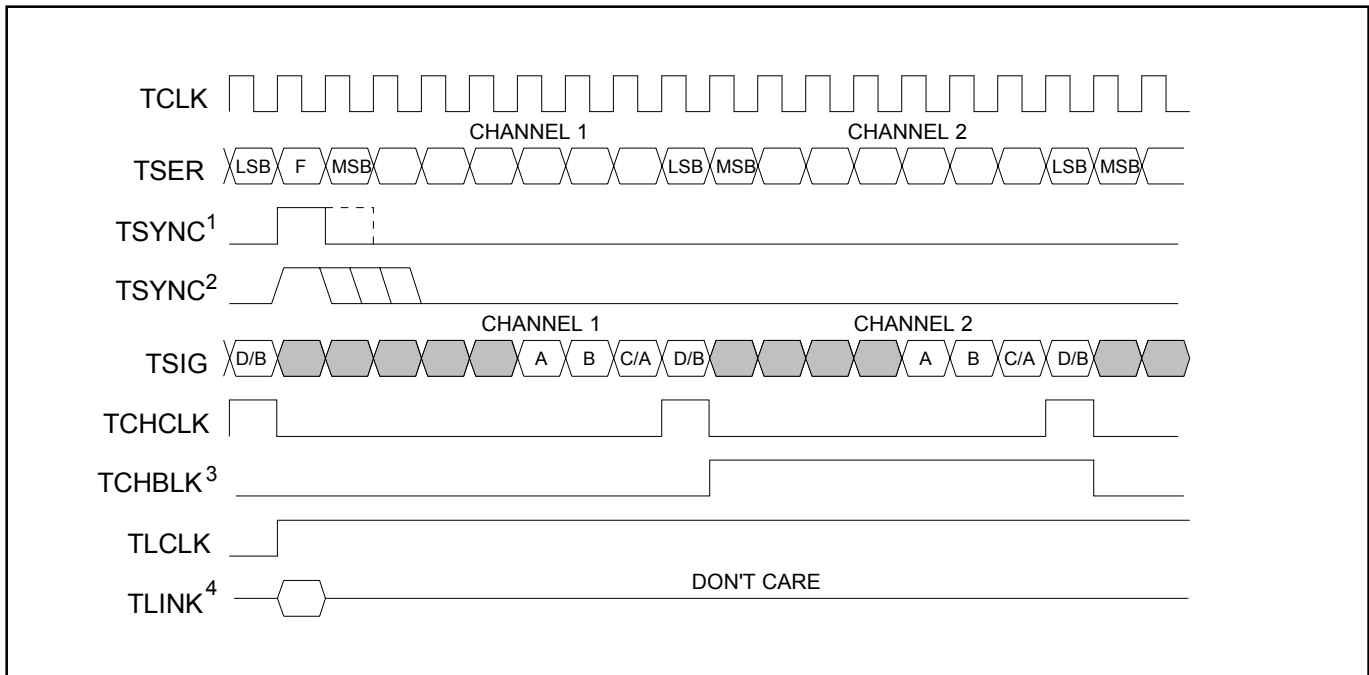 TCLK
CHANNEL 1 CHANNEL 2
TSER LSB F MSB LSB MSB LSB MSB
TSYNC1
TSYNC2
CHANNEL 1 CHANNEL 2
TSIG D/B A B C/A D/B A B C/A D/B
TCHCLK
TCHBLK3
TLCLK
DON'T CARE
TLINK4